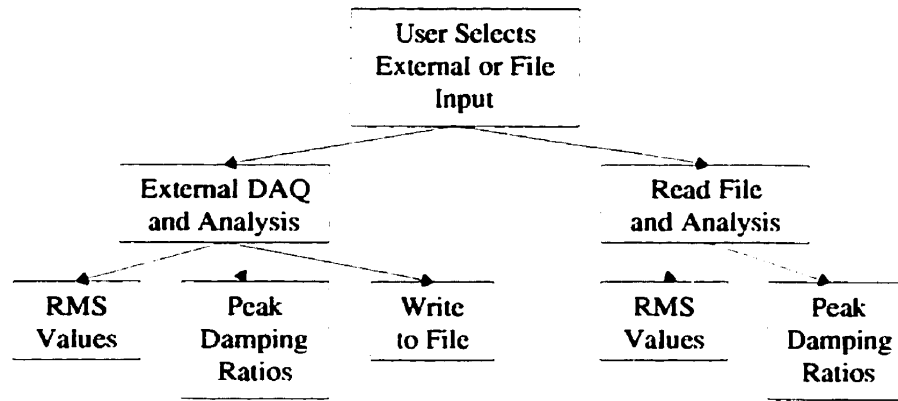 User Selects
External or File
Input
External DAQ
and Analysis
Read File
and Analysis
RMS
Values
Peak
Damping
Ratios
Write
to File
RMS
Values
Peak
Damping
Ratios